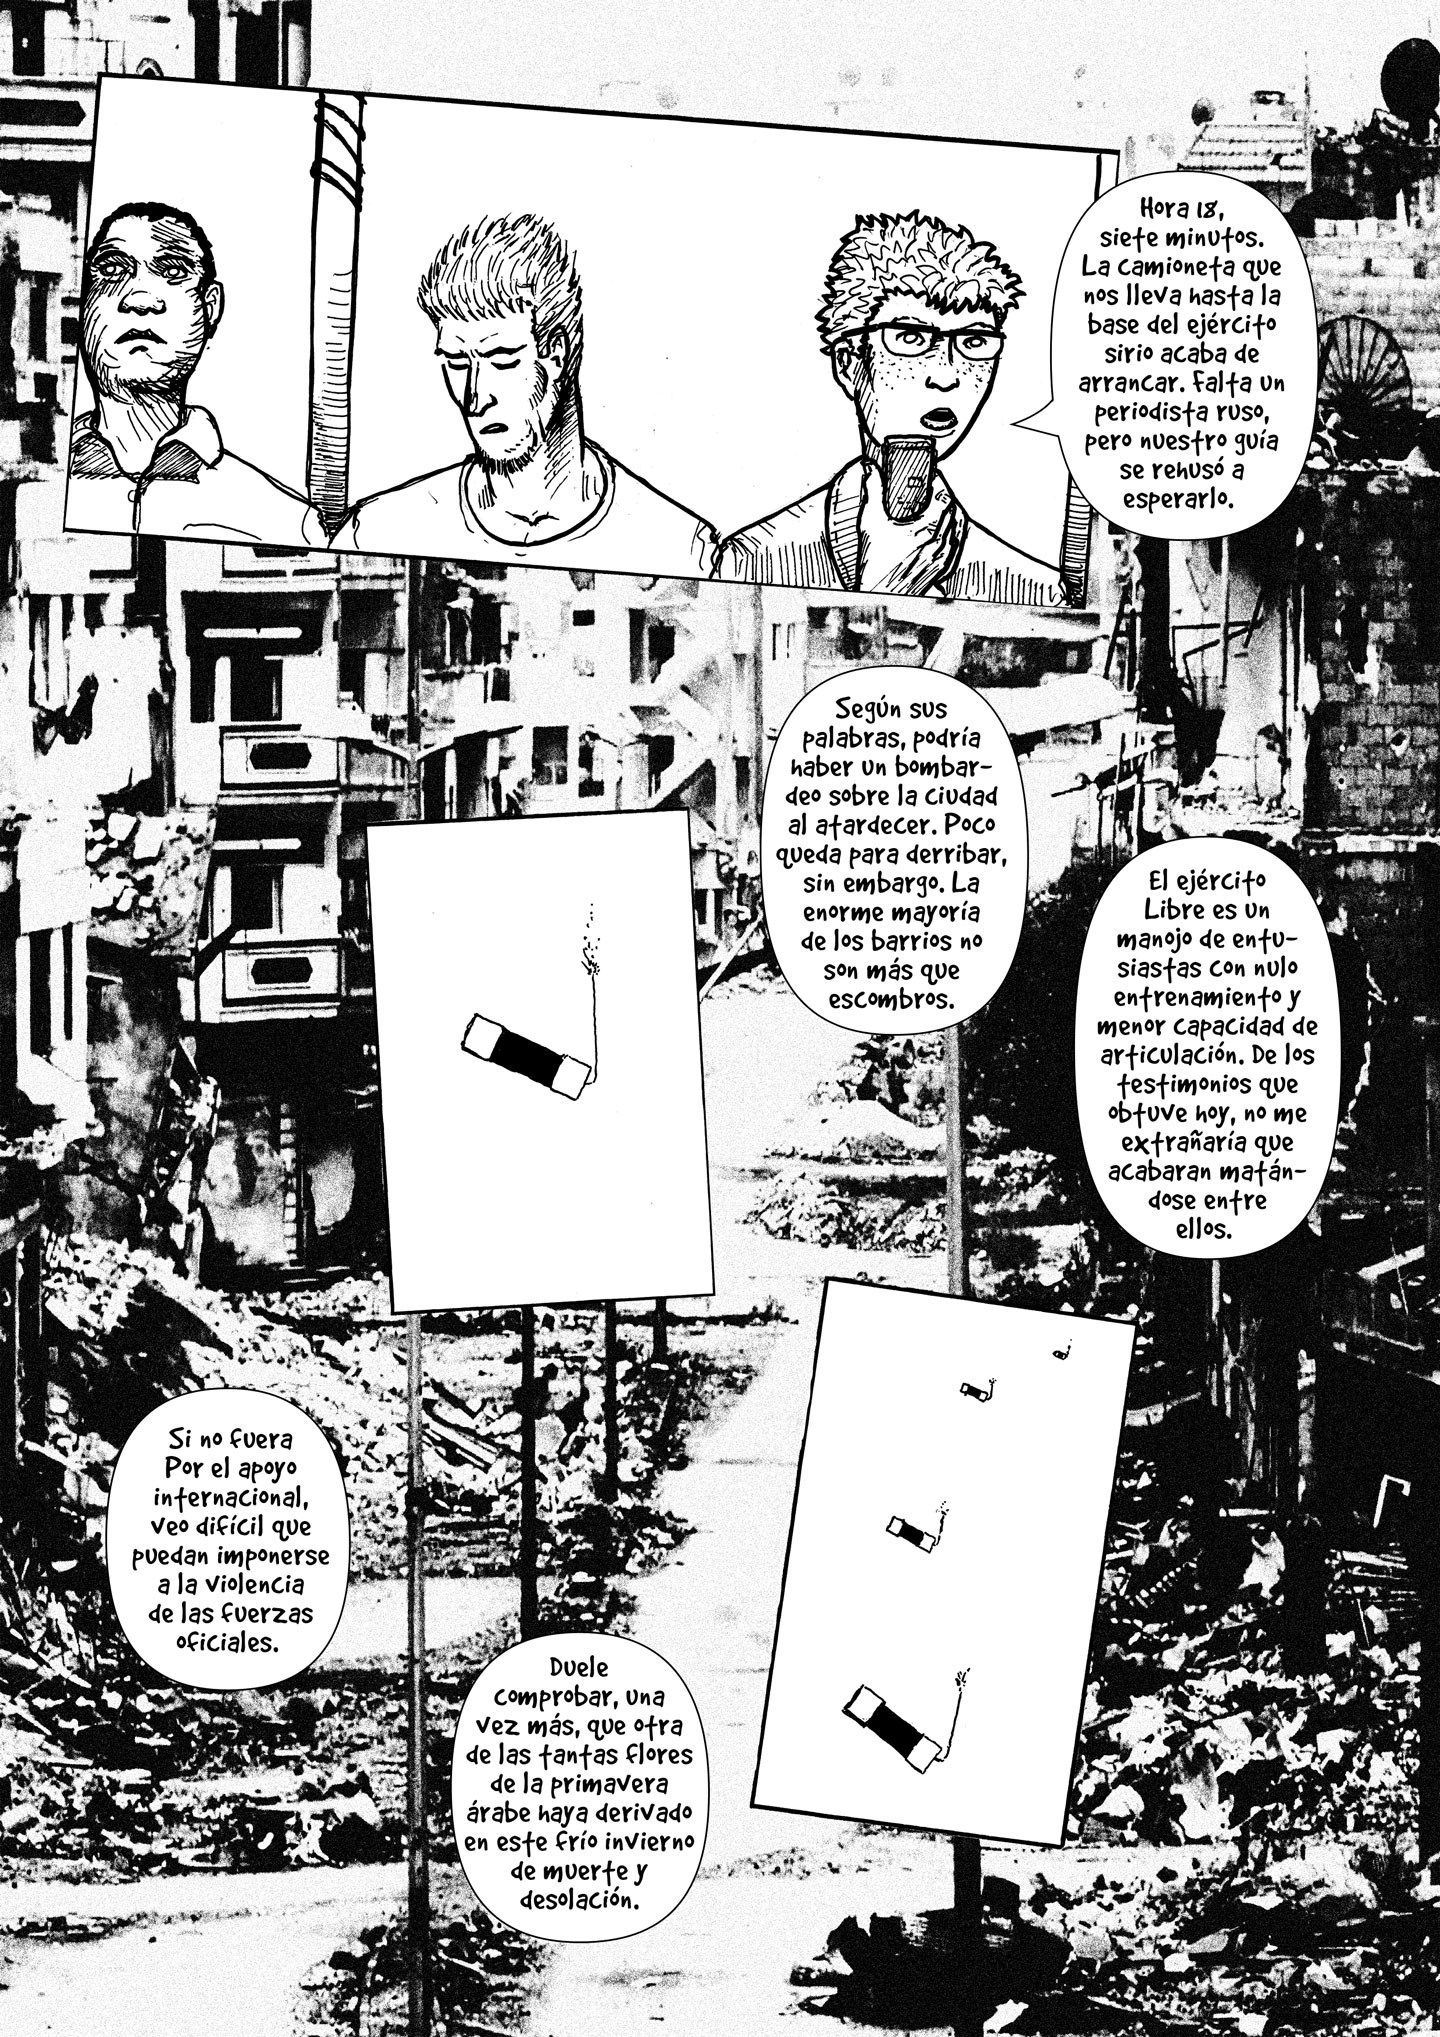 Hora 18,
siete minutos.
La camioneta que
nos lleva hasta la
base del ejército
sirio acaba de
arrancar. Falta un
periodista ruso,
pero nuestro guía
se rehusó a
esperarlo.
Según sus
palabras, podría
haber un bombar-
deo sobre la ciudad
al atardecer. Poco
queda para derribar,
sin embargo. La
enorme mayoría
de los barrios no
son más que
escombros.
El ejército
Libre es un
manojo de entu-
siastas con nulo
entrenamiento y
menor capacidad de
articulación. De los
testimonios que
obtuve hoy, no me
extrañaría que
acabaran matán-
dose entre
ellos.
Si no fuera
Por el apoyo
internacional,
veo difícil que
puedan imponerse
a la violencia
de las fuerzas
oficiales.
Duele
comprobar, una
vez más, que otra
de las tantas flores
de la primavera
árabe haya derivado
en este frío invierno
de muerte y
desolación.